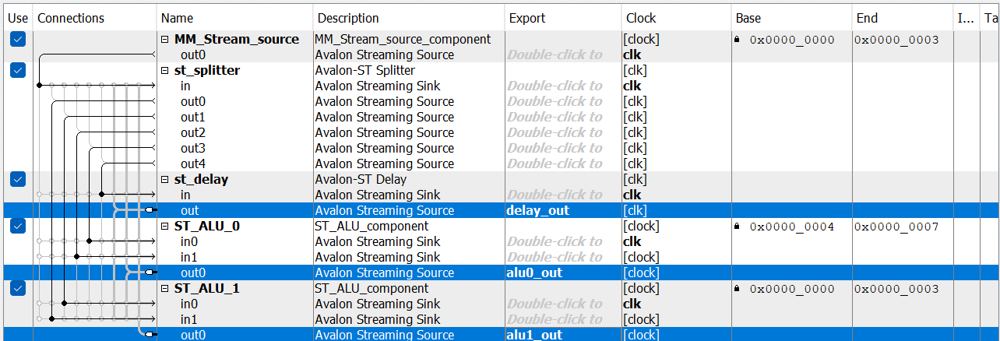 Use Connections Name Description Export Clock Base End I... Ta
MM_Stream_source MM_Stream_source_component [clock] 0x0000_0000 0x0000_0003
out0 Avalon Streaming Source Double-click to clk
st_splitter Avalon-ST Splitter [clk]
in Avalon Streaming Sink Double-click to clk
out0 Avalon Streaming Source Double-click to [clk]
out1 Avalon Streaming Source Double-click to [clk]
out2 Avalon Streaming Source Double-click to [clk]
out3 Avalon Streaming Source Double-click to [clk]
out4 Avalon Streaming Source Double-click to [clk]
st_delay Avalon-ST Delay [clk]
in Avalon Streaming Sink Double-click to clk
out Avalon Streaming Source delay_out [clk]
ST_ALU_0 ST_ALU_component [clock] 0x0000_0004 0x0000_0007
in0 Avalon Streaming Sink Double-click to clk
in1 Avalon Streaming Sink Double-click to [clock]
out0 Avalon Streaming Source alu0_out [clock]
ST_ALU_1 ST_ALU_component [clock] 0x0000_0000 0x0000_0003
in0 Avalon Streaming Sink Double-click to clk
in1 Avalon Streaming Sink Double-click to [clock]
out0 Avalon Streaming Source alu1_out [clock]